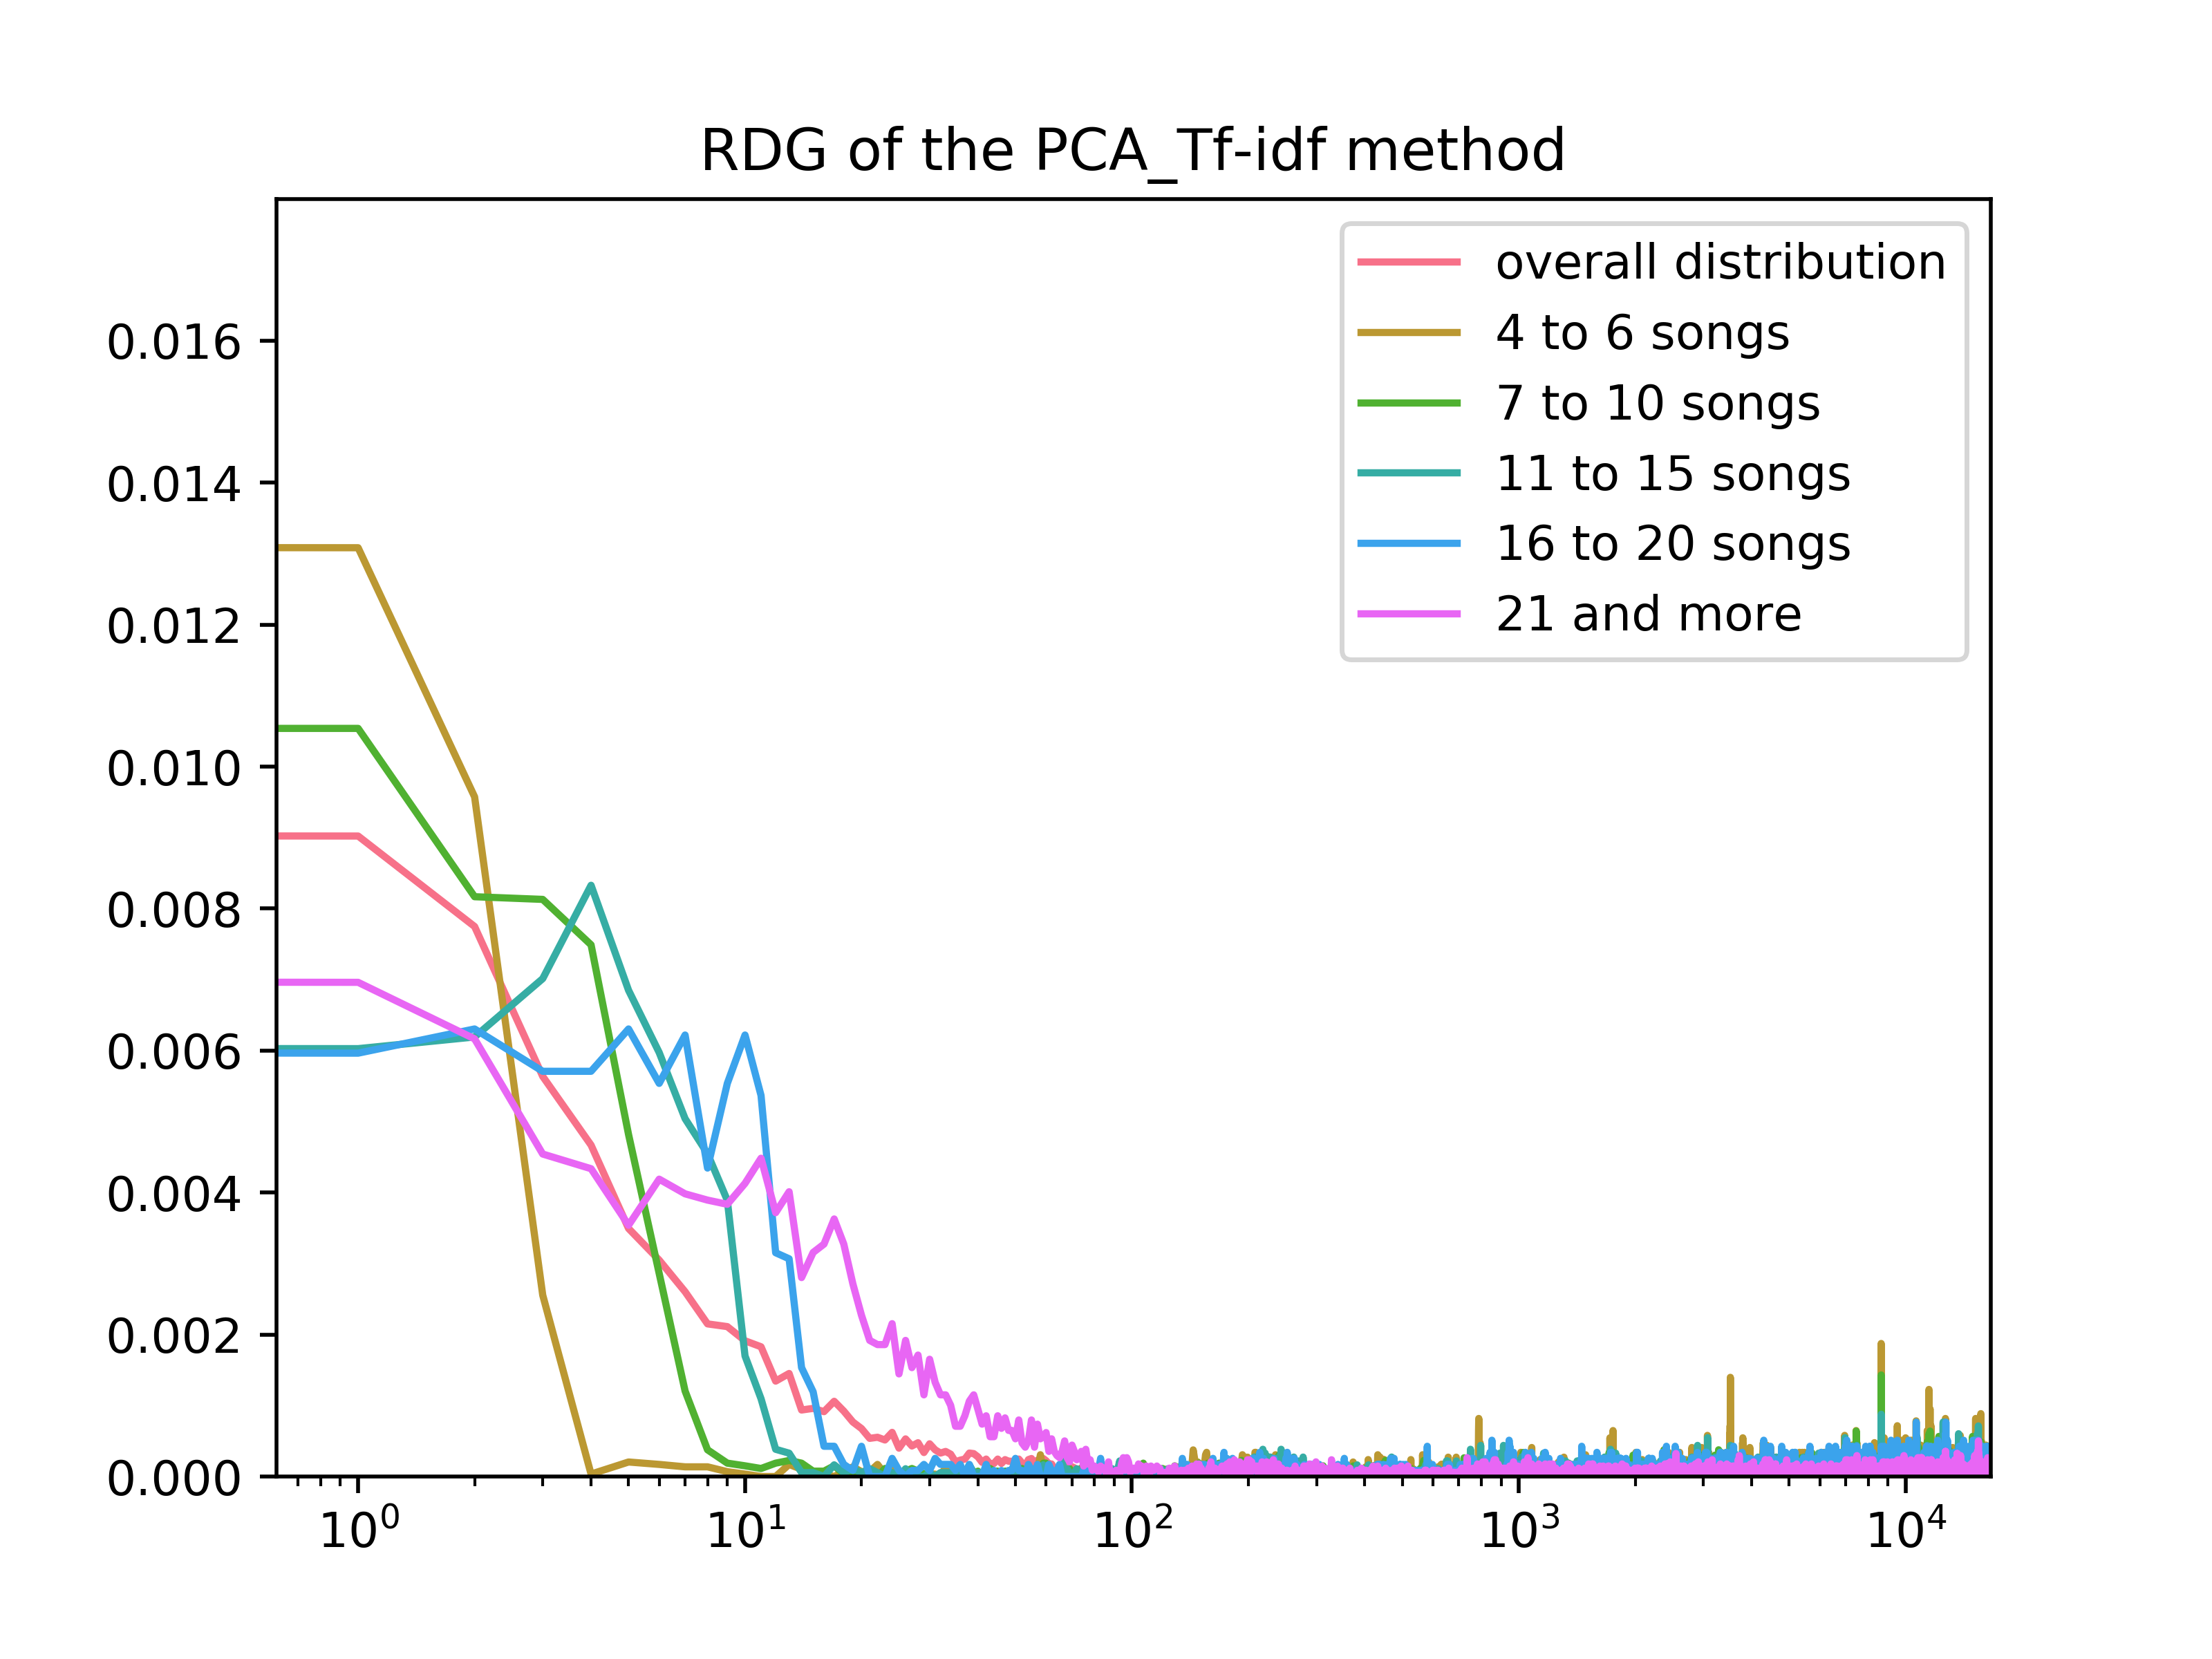 RDG of the PCA_Tf-idf method
overall distribution
4 to 6 songs
7 to 10 songs
11 to 15 songs
16 to 20 songs
21 and more
0.016
0.014
0.012
0.010
0.008
0.006
0.004
0.002
0.000
10⁰ 10¹ 10² 10³ 10⁴